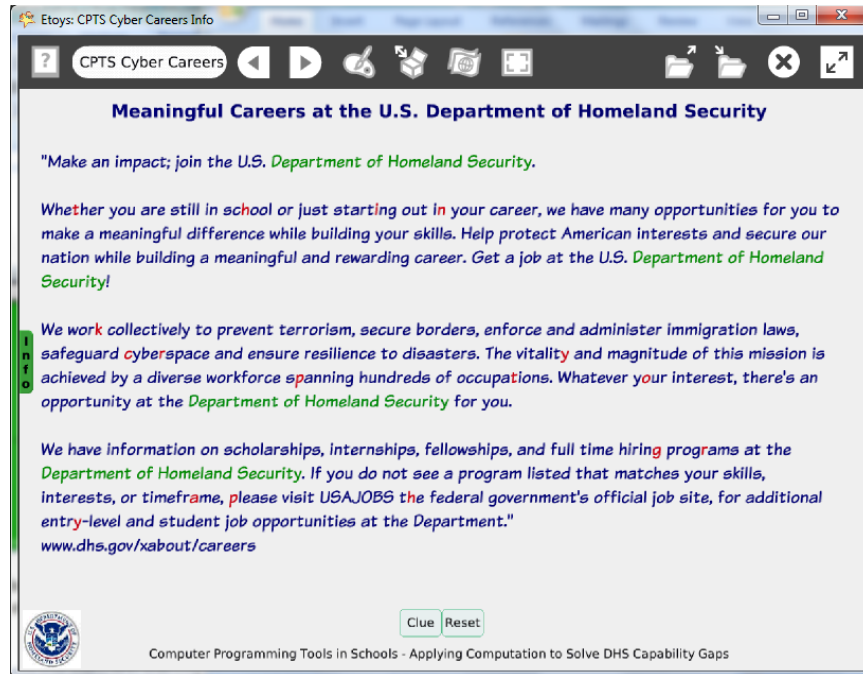 Etoys: CPTS Cyber Careers Info
? CPTS Cyber Careers
Meaningful Careers at the U.S. Department of Homeland Security
"Make an impact; join the U.S. Department of Homeland Security.
Whether you are still in school or just starting out in your career, we have many opportunities for you to
make a meaningful difference while building your skills. Help protect American interests and secure our
nation while building a meaningful and rewarding career. Get a job at the U.S. Department of Homeland
Security!
We work collectively to prevent terrorism, secure borders, enforce and administer immigration laws,
safeguard cyberspace and ensure resilience to disasters. The vitality and magnitude of this mission is
achieved by a diverse workforce spanning hundreds of occupations. Whatever your interest, there's an
opportunity at the Department of Homeland Security for you.
We have information on scholarships, internships, fellowships, and full time hiring programs at the
Department of Homeland Security. If you do not see a program listed that matches your skills,
interests, or timeframe, please visit USAJOBS the federal government's official job site, for additional
entry-level and student job opportunities at the Department."
www.dhs.gov/xabout/careers
Info
Clue Reset
Computer Programming Tools in Schools - Applying Computation to Solve DHS Capability Gaps